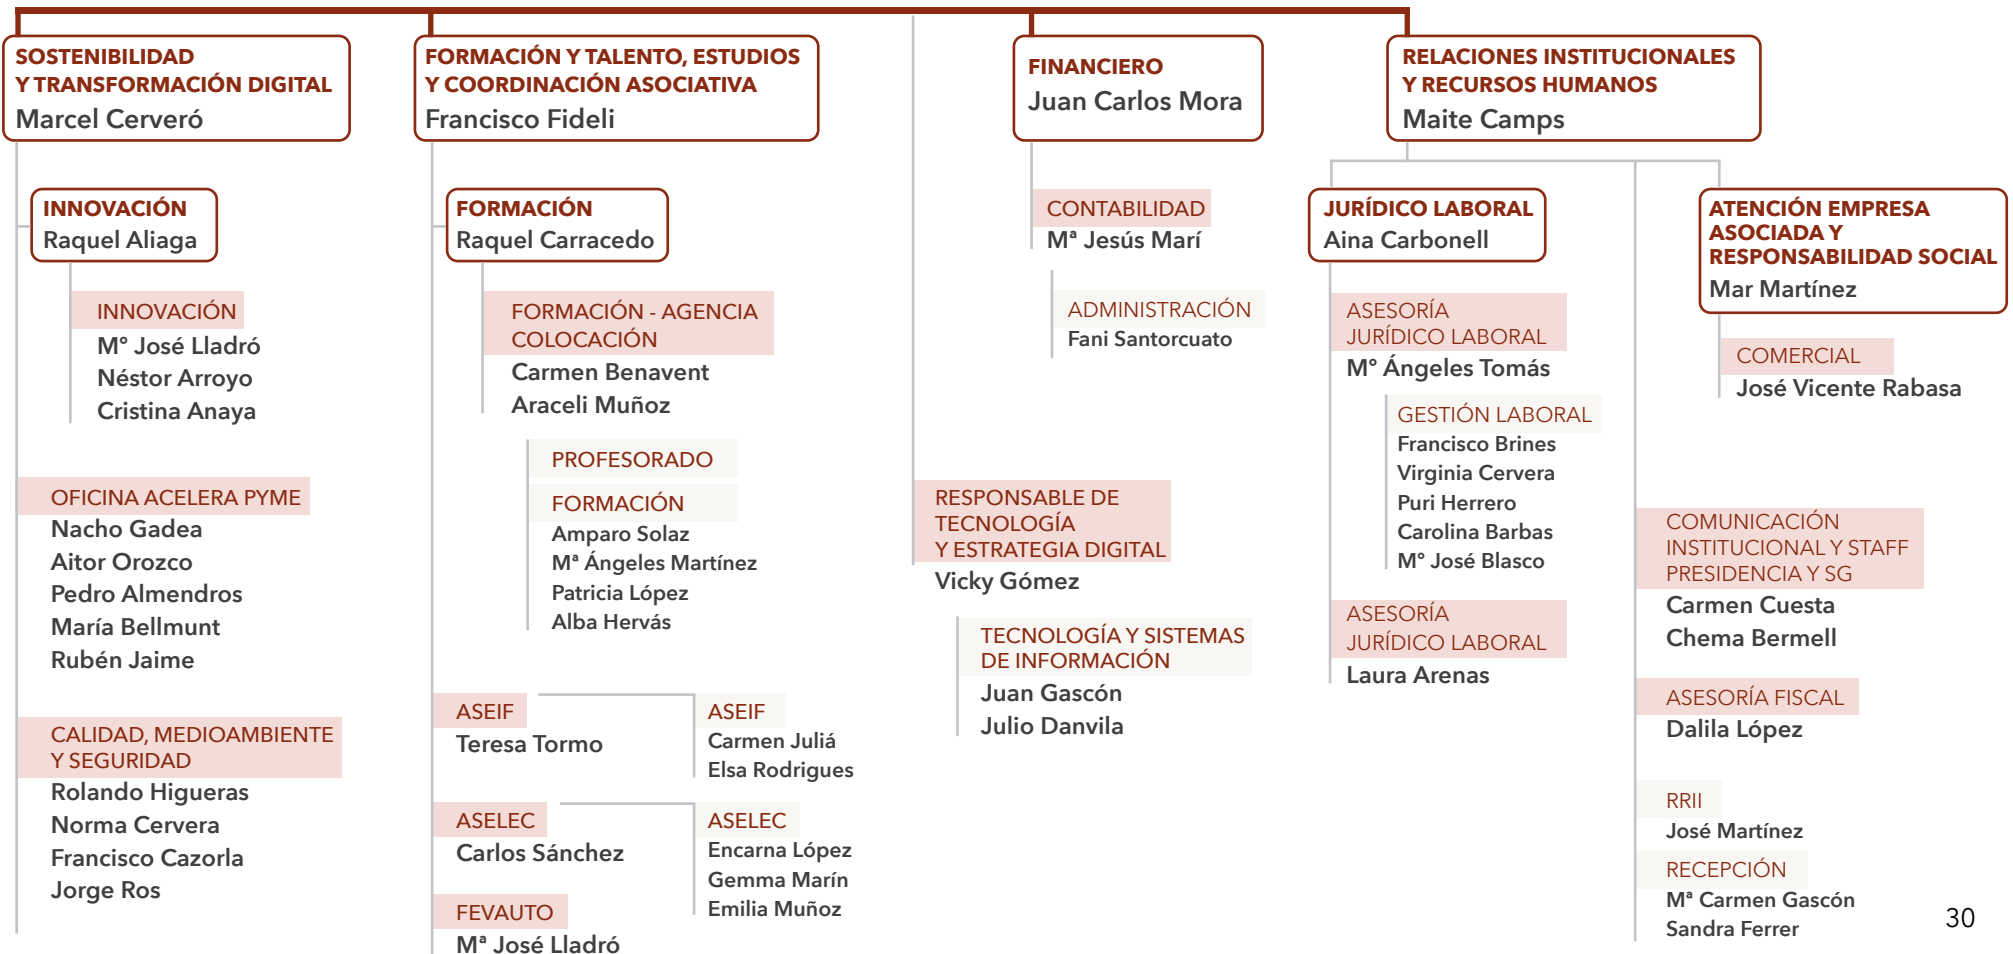 SOSTENIBILIDAD
Y TRANSFORMACIÓN DIGITAL
Marcel Cerveró
INNOVACIÓN
Raquel Aliaga
INNOVACIÓN
Mº José Lladró
Néstor Arroyo
Cristina Anaya
OFICINA ACELERA PYME
Nacho Gadea
Aitor Orozco
Pedro Almendros
María Bellmunt
Rubén Jaime
CALIDAD, MEDIOAMBIENTE
Y SEGURIDAD
Rolando Higueras
Norma Cervera
Francisco Cazorla
Jorge Ros
FORMACIÓN Y TALENTO, ESTUDIOS
Y COORDINACIÓN ASOCIATIVA
Francisco Fideli
FORMACIÓN
Raquel Carracedo
FORMACIÓN - AGENCIA
COLOCACIÓN
Carmen Benavent
Araceli Muñoz
PROFESORADO
FORMACIÓN
Amparo Solaz
Mª Ángeles Martínez
Patricia López
Alba Hervás
ASEIF
Teresa Tormo
ASEIF
Carmen Juliá
Elsa Rodrigues
ASELEC
Carlos Sánchez
ASELEC
Encarna López
Gemma Marín
Emilia Muñoz
FEVAUTO
Mª José Lladró
RESPONSABLE DE
TECNOLOGÍA
Y ESTRATEGIA DIGITAL
Vicky Gómez
TECNOLOGÍA Y SISTEMAS
DE INFORMACIÓN
Juan Gascón
Julio Danvila
FINANCIERO
Juan Carlos Mora
CONTABILIDAD
Mª Jesús Marí
ADMINISTRACIÓN
Fani Santorcuato
RELACIONES INSTITUCIONALES
Y RECURSOS HUMANOS
Maite Camps
JURÍDICO LABORAL
Aina Carbonell
ASESORÍA
JURÍDICO LABORAL
Mº Ángeles Tomás
GESTIÓN LABORAL
Francisco Brines
Virginia Cervera
Puri Herrero
Carolina Barbas
Mº José Blasco
ASESORÍA
JURÍDICO LABORAL
Laura Arenas
ATENCIÓN EMPRESA
ASOCIADA Y
RESPONSABILIDAD SOCIAL
Mar Martínez
COMERCIAL
José Vicente Rabasa
COMUNICACIÓN
INSTITUCIONAL Y STAFF
PRESIDENCIA Y SG
Carmen Cuesta
Chema Bermell
ASESORÍA FISCAL
Dalila López
RRII
José Martínez
RECEPCIÓN
Mª Carmen Gascón
Sandra Ferrer
30